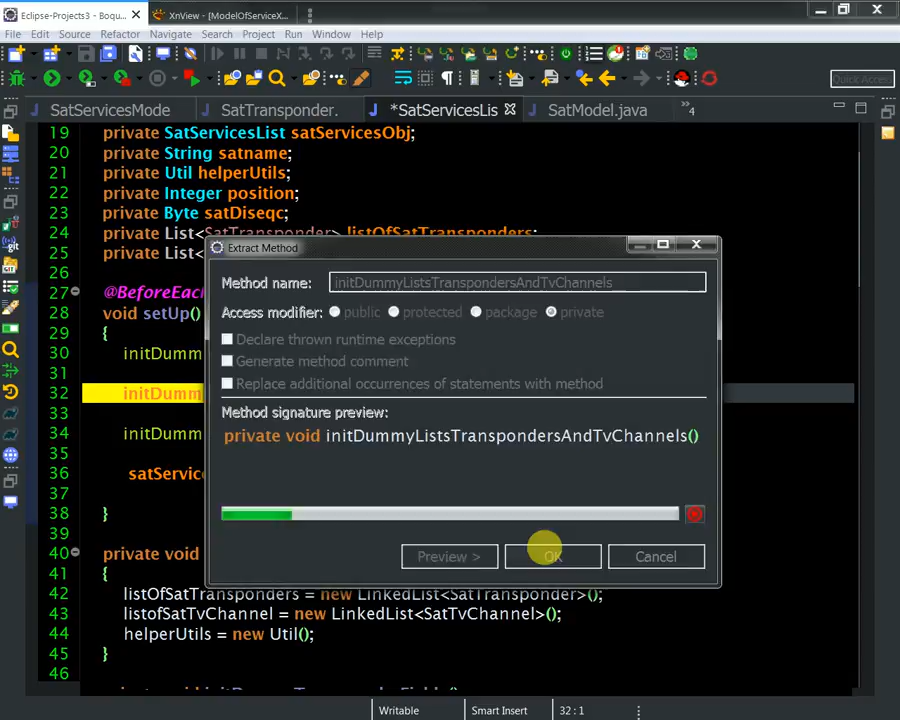 Eclipse-Projects3 - Boqu...
XnView - [ModelOfServiceX...
File Edit Source Refactor Navigate Search Project Run Window Help
Quick Access
SatServicesMode
SatTransponder.
*SatServicesLis
SatModel.java
4
19 private SatServicesList satServicesObj;
20 private String satname;
21 private Util helperUtils;
22 private Integer position;
23 private Byte satDiseqc;
24 private List<SatTransponder> listOfSatTransponders;
25 private List<
26
27 @BeforeEac
28 void setUp()
29 {
30 initDumm
31
32 initDumm
33
34 initDumm
35
36 satServic
37
38 }
39
40 private void
41 {
42 listOfSatTransponders = new LinkedList<SatTransponder>();
43 listofSatTvChannel = new LinkedList<SatTvChannel>();
44 helperUtils = new Util();
45 }
46
Extract Method
Method name: initDummyListsTranspondersAndTvChannels
Access modifier: public protected package private
Declare thrown runtime exceptions
Generate method comment
Replace additional occurrences of statements with method
Method signature preview:
private void initDummyListsTranspondersAndTvChannels()
Preview > OK Cancel
Writable Smart Insert 32 : 1